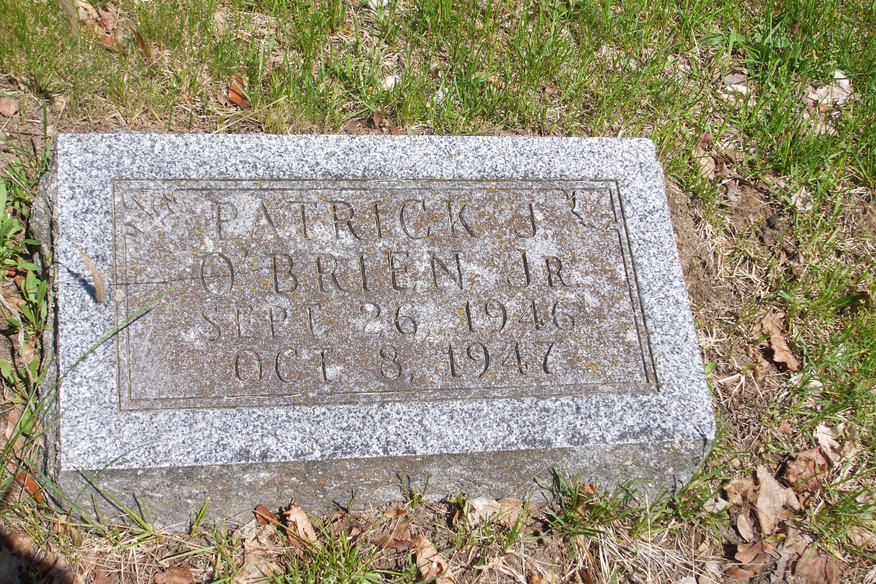 PATRICK J.
O'BRIEN JR
SEPT. 26, 1946
OCT. 8, 1947